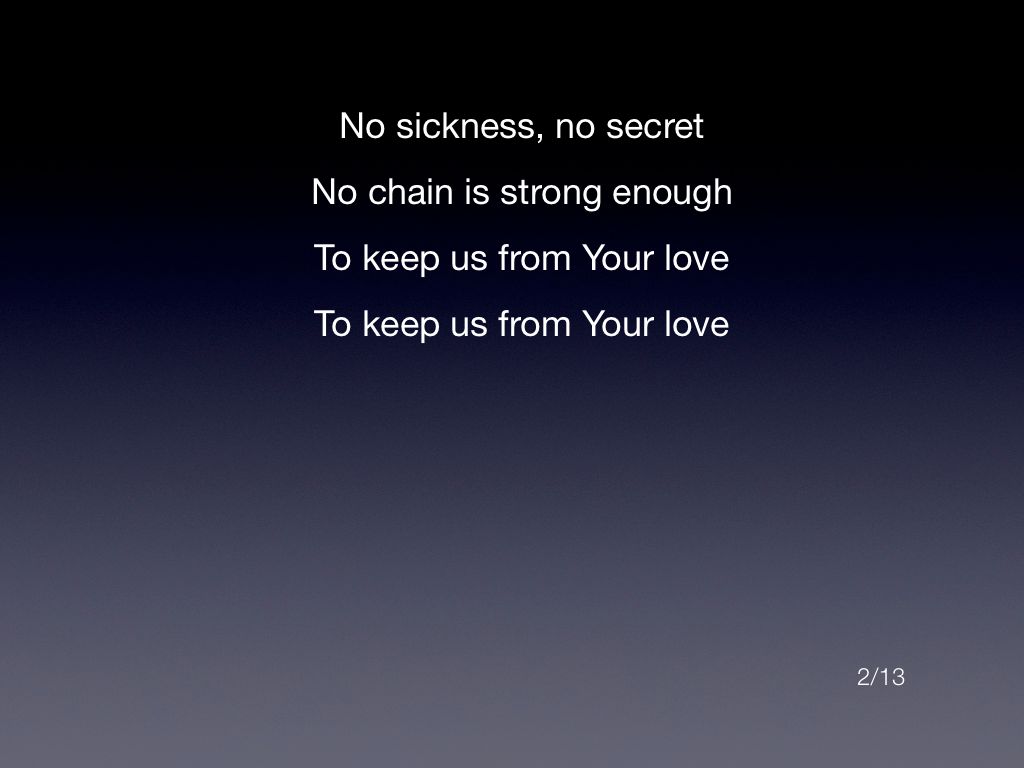 No sickness, no secret
No chain is strong enough
To keep us from Your love
To keep us from Your love
2/13